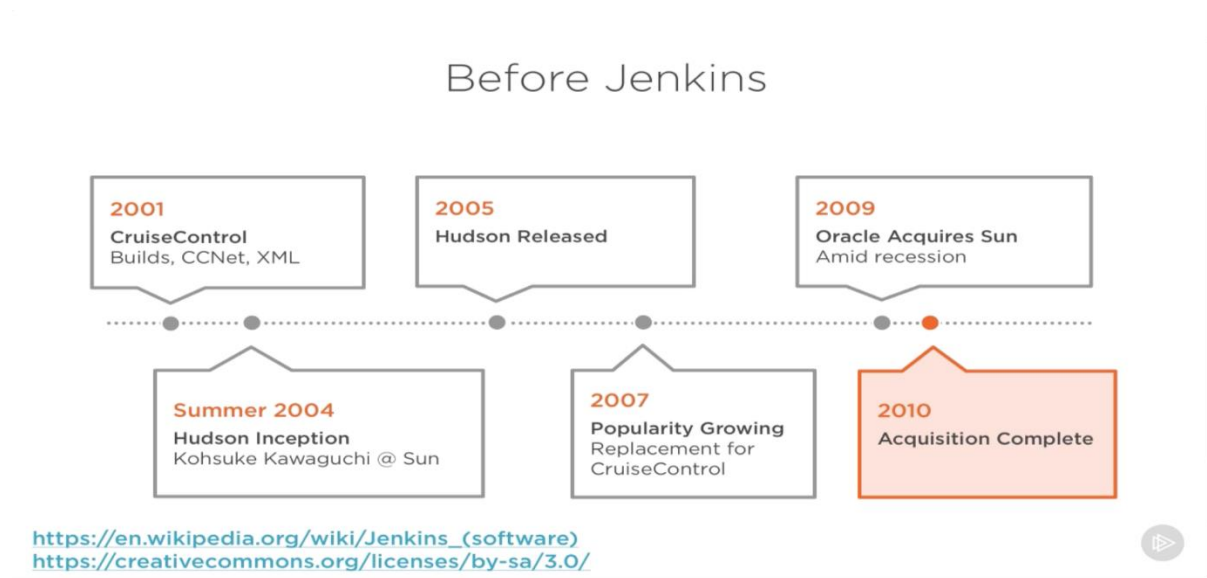 Before Jenkins
2001
CruiseControl
Builds, CCNet, XML
Summer 2004
Hudson Inception
Kohsuke Kawaguchi @ Sun
2005
Hudson Released
2007
Popularity Growing
Replacement for
CruiseControl
2009
Oracle Acquires Sun
Amid recession
2010
Acquisition Complete
https://en.wikipedia.org/wiki/Jenkins_(software)
https://creativecommons.org/licenses/by-sa/3.0/